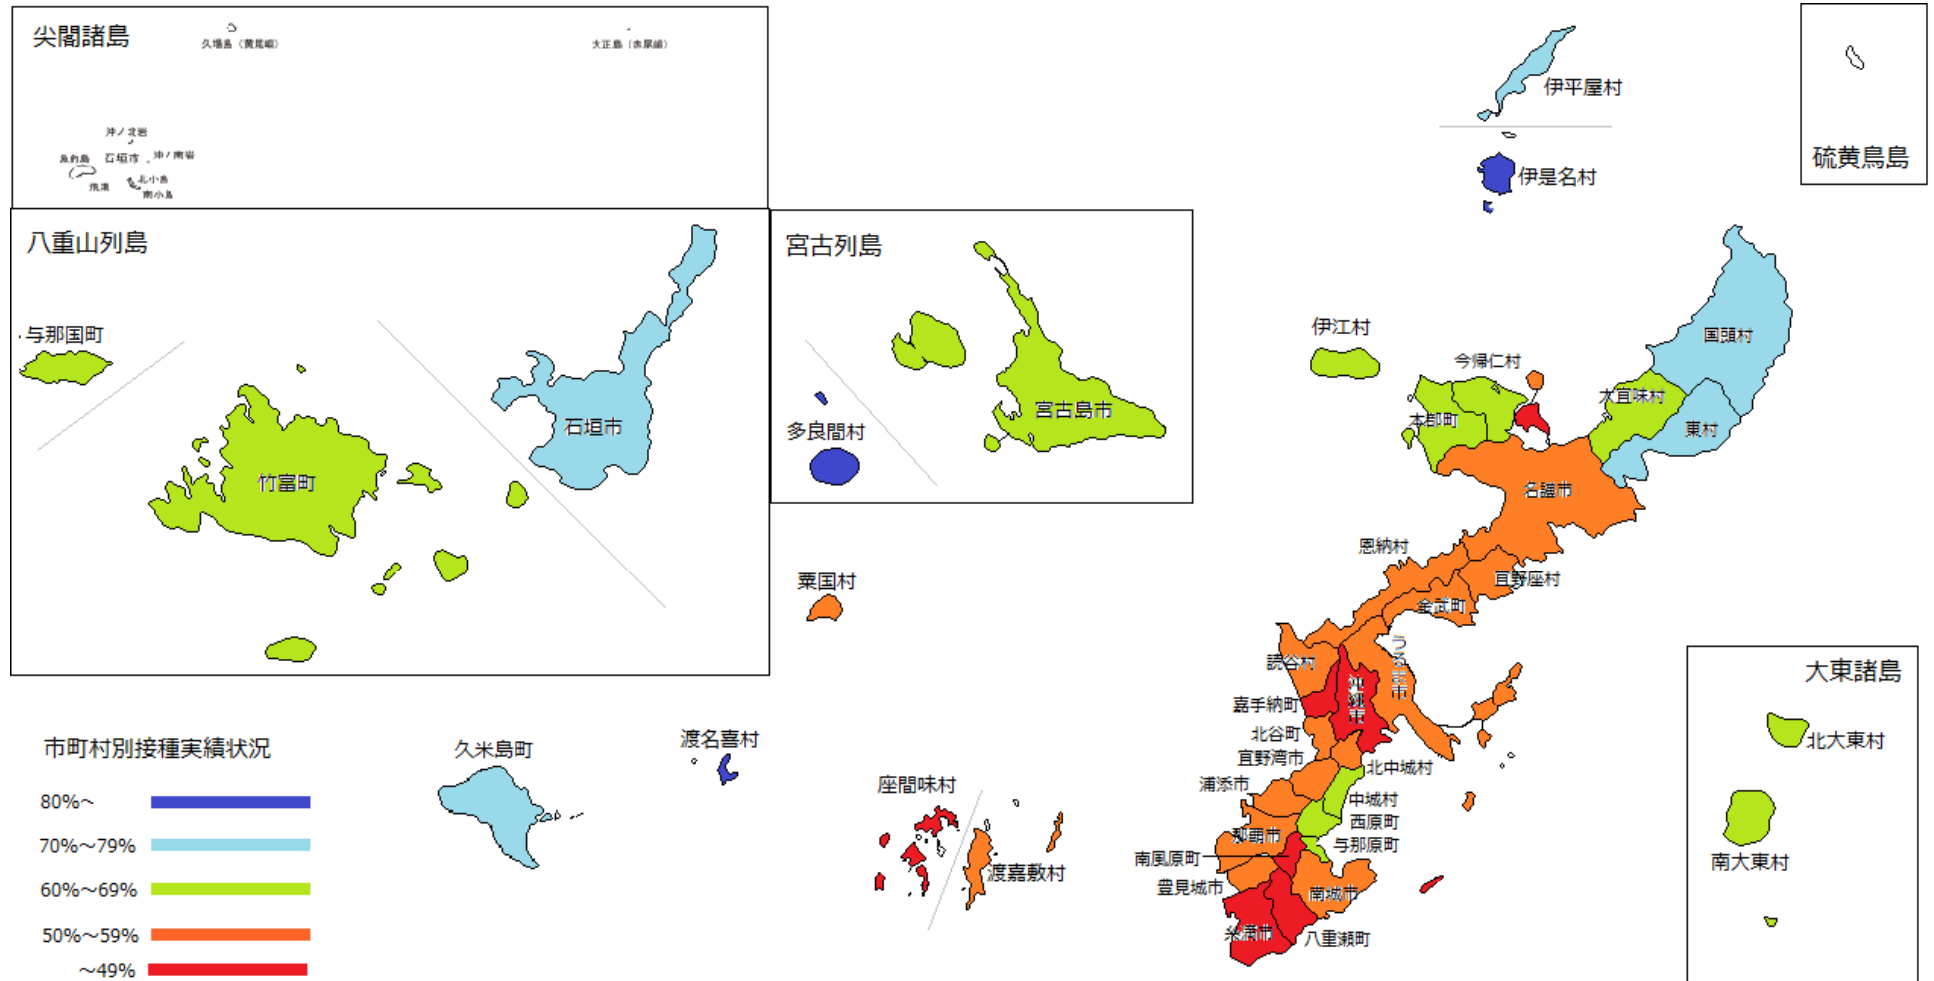 尖閣諸島
久場島（黄尾嶼）
大正島（赤尾嶼）
沖ノ北岩
魚釣島
石垣市
沖ノ南岩
飛瀬
北小島
南小島
伊平屋村
伊是名村
硫黄鳥島
八重山列島
与那国町
石垣市
竹富町
宮古列島
宮古島市
多良間村
伊江村
今帰仁村
本部町
国頭村
大宜味村
東村
名護市
恩納村
宜野座村
金武町
粟国村
うるま市
読谷村
沖縄市
嘉手納町
北谷町
宜野湾市
北中城村
浦添市
中城村
西原町
那覇市
与那原町
南風原町
豊見城市
南城市
糸満市
八重瀬町
大東諸島
北大東村
南大東村
久米島町
渡名喜村
座間味村
渡嘉敷村
市町村別接種実績状況
80%～
70%～79%
60%～69%
50%～59%
～49%